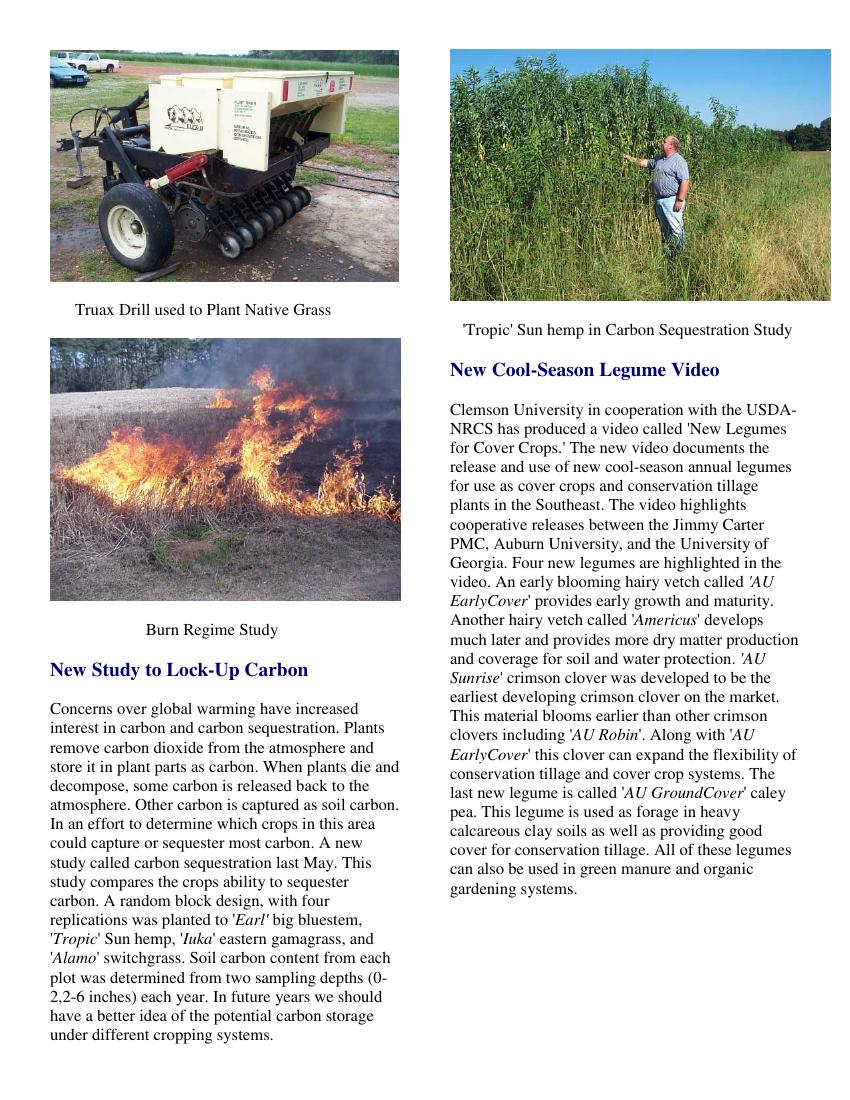 Truax Drill used to Plant Native Grass
Burn Regime Study
New Study to Lock-Up Carbon
Concerns over global warming have increased
interest in carbon and carbon sequestration. Plants
remove carbon dioxide from the atmosphere and
store it in plant parts as carbon. When plants die and
decompose, some carbon is released back to the
atmosphere. Other carbon is captured as soil carbon.
In an effort to determine which crops in this area
could capture or sequester most carbon. A new
study called carbon sequestration last May. This
study compares the crops ability to sequester
carbon. A random block design, with four
replications was planted to 'Earl' big bluestem,
'Tropic' Sun hemp, 'Iuka' eastern gamagrass, and
'Alamo' switchgrass. Soil carbon content from each
plot was determined from two sampling depths (0-
2,2-6 inches) each year. In future years we should
have a better idea of the potential carbon storage
under different cropping systems.
'Tropic' Sun hemp in Carbon Sequestration Study
New Cool-Season Legume Video
Clemson University in cooperation with the USDA-
NRCS has produced a video called 'New Legumes
for Cover Crops.' The new video documents the
release and use of new cool-season annual legumes
for use as cover crops and conservation tillage
plants in the Southeast. The video highlights
cooperative releases between the Jimmy Carter
PMC, Auburn University, and the University of
Georgia. Four new legumes are highlighted in the
video. An early blooming hairy vetch called 'AU
EarlyCover' provides early growth and maturity.
Another hairy vetch called 'Americus' develops
much later and provides more dry matter production
and coverage for soil and water protection. 'AU
Sunrise' crimson clover was developed to be the
earliest developing crimson clover on the market.
This material blooms earlier than other crimson
clovers including 'AU Robin'. Along with 'AU
EarlyCover' this clover can expand the flexibility of
conservation tillage and cover crop systems. The
last new legume is called 'AU GroundCover' caley
pea. This legume is used as forage in heavy
calcareous clay soils as well as providing good
cover for conservation tillage. All of these legumes
can also be used in green manure and organic
gardening systems.